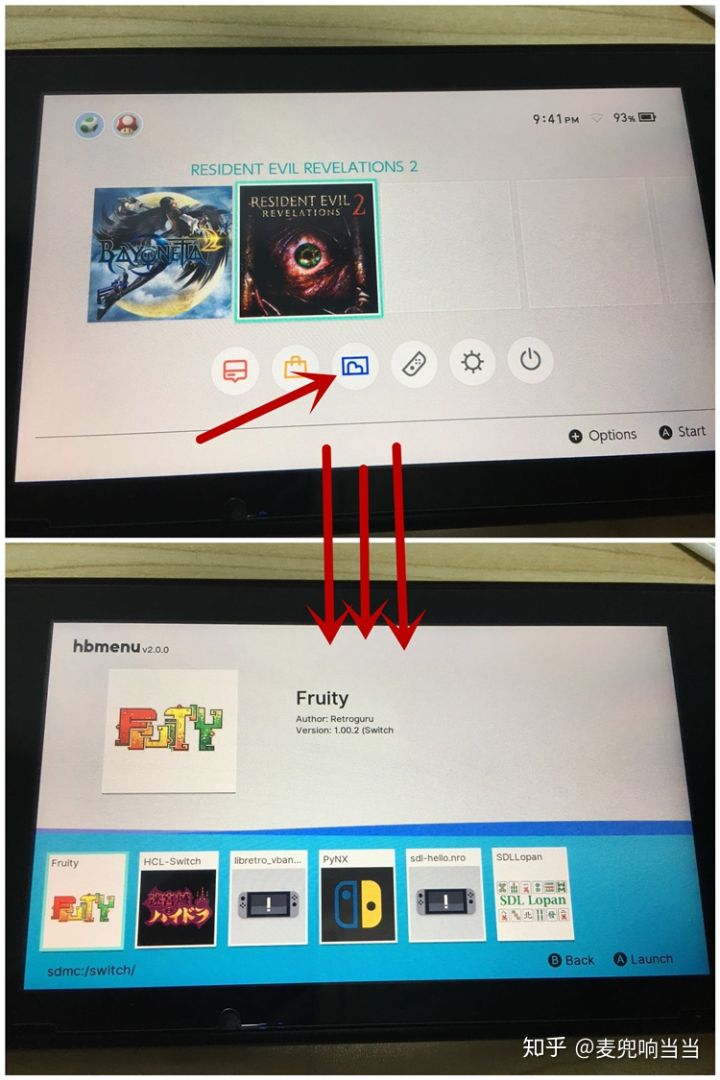 9:41PM 93%
RESIDENT EVIL REVELATIONS 2
BAYONETTA 2
RESIDENT EVIL
REVELATIONS 2
Options
A Start
hbmenu v2.0.0
FRUITY
Fruity
Author: Retroguru
Version: 1.00.2 (Switch
Fruity
HCL-Switch
libretro_vban...
PyNX
sdl-hello.nro
SDLLopan
FRUITY
ハイドラ
SDL Lopan
sdmc:/switch/
B Back
A Launch
知乎 @麦兜响当当